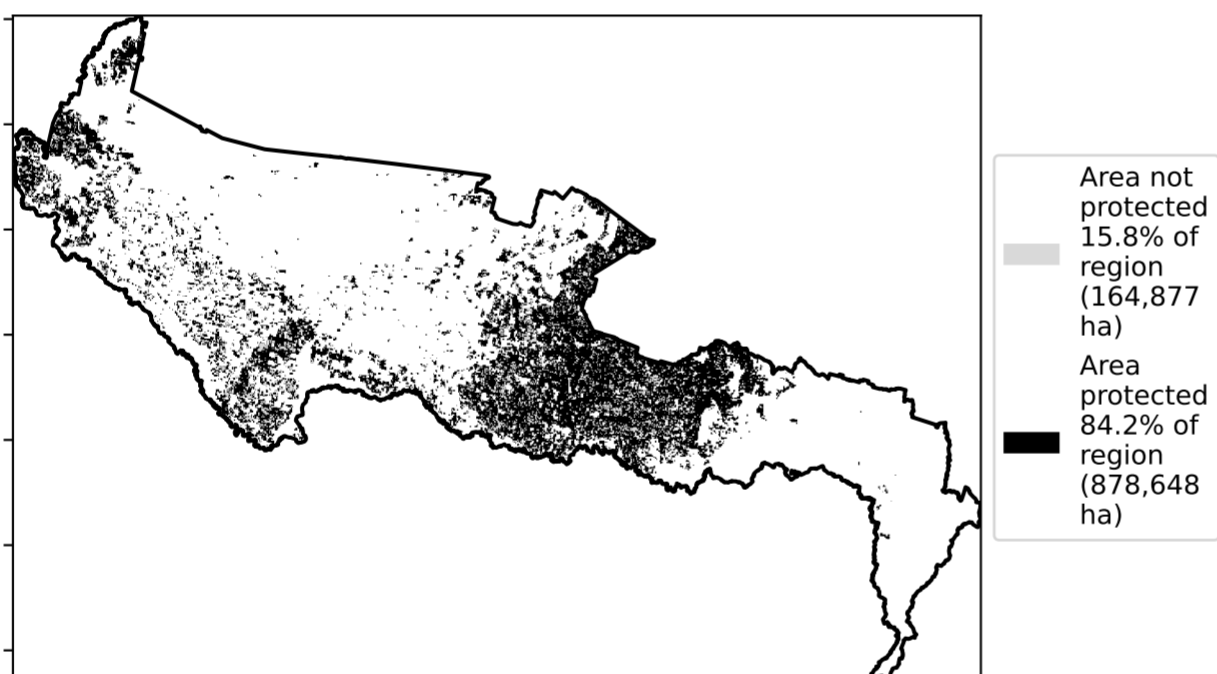 Area not
protected
15.8% of
region
(164,877
ha)
Area
protected
84.2% of
region
(878,648
ha)